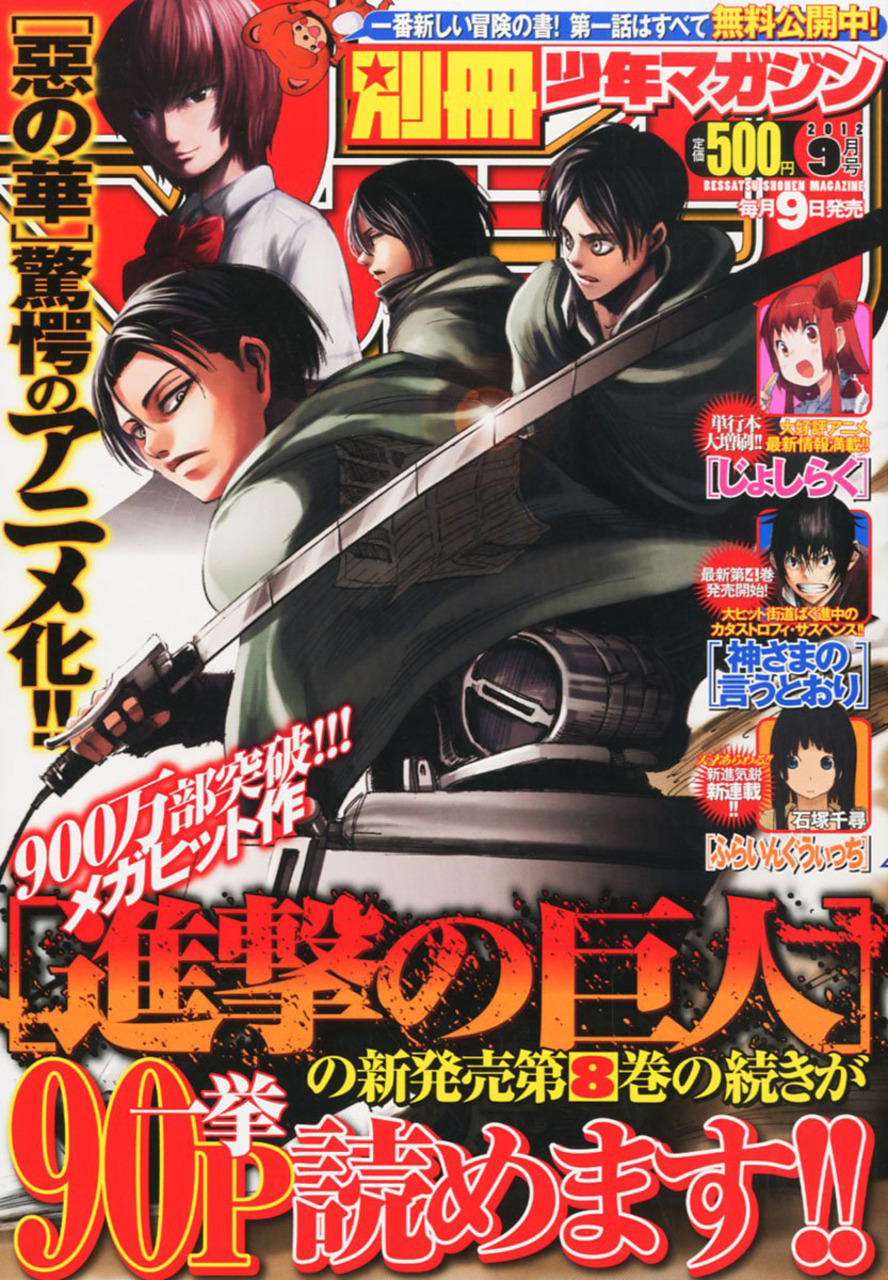 一番新しい冒険の書! 第一話はすべて無料公開中!
別冊少年マガジン
定価500円
2012
9月号
BESSATSU SHONEN MAGAZINE
毎月9日発売
[惡の華]驚愕のアニメ化!!
単行本
大増刷!!
大好評アニメ
最新情報満載!!
[じょしらく]
最新第4巻
発売開始!
大ヒット街道ばく進中の
カタストロフィ・サスペンス!!
[神さまの
言うとおり]
天才あらわる!!
新進気鋭
新連載
!!
石塚千尋
[ふらいんぐうぃっち]
900万部突破!!!
メガヒット作
[進撃の巨人]
の新発売第8巻の続きが
一挙
90P読めます!!